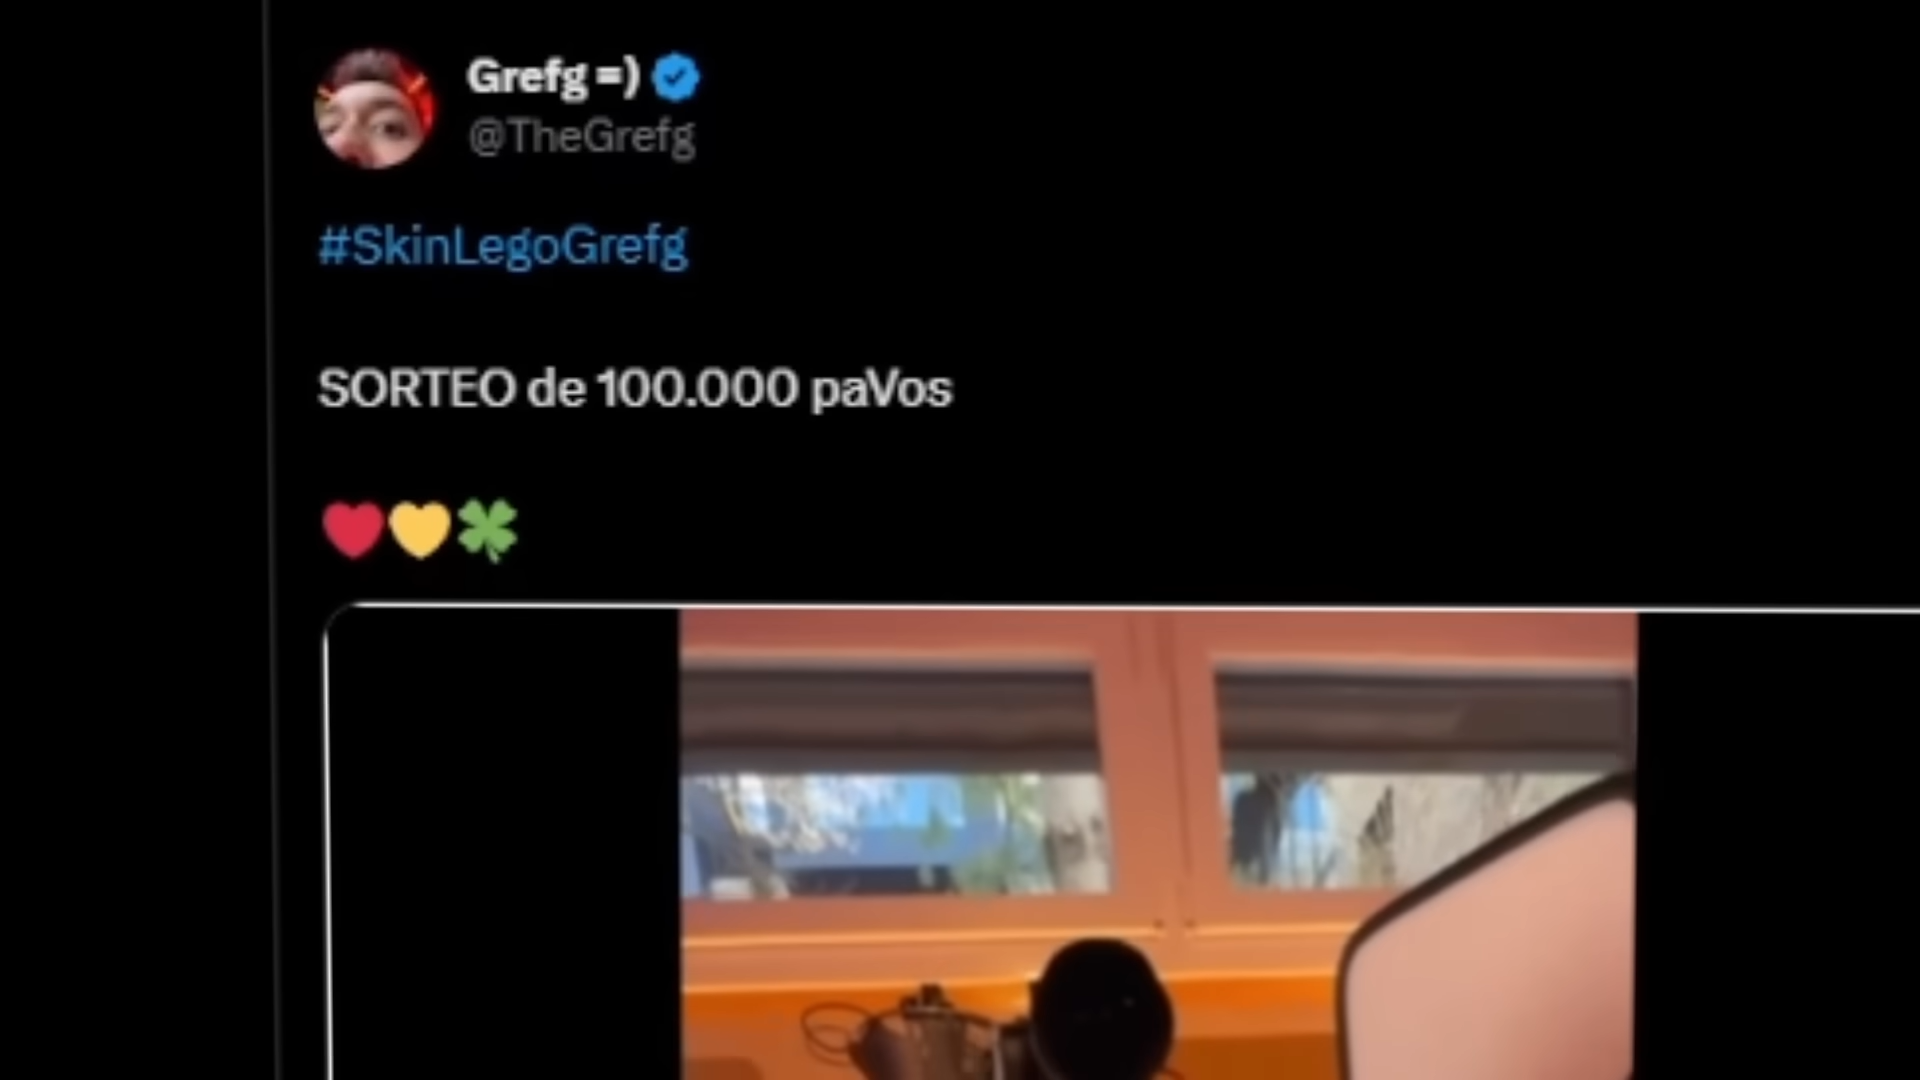 Grefg =)
@TheGrefg
#SkinLegoGrefg
SORTEO de 100.000 paVos
❤️💛🍀